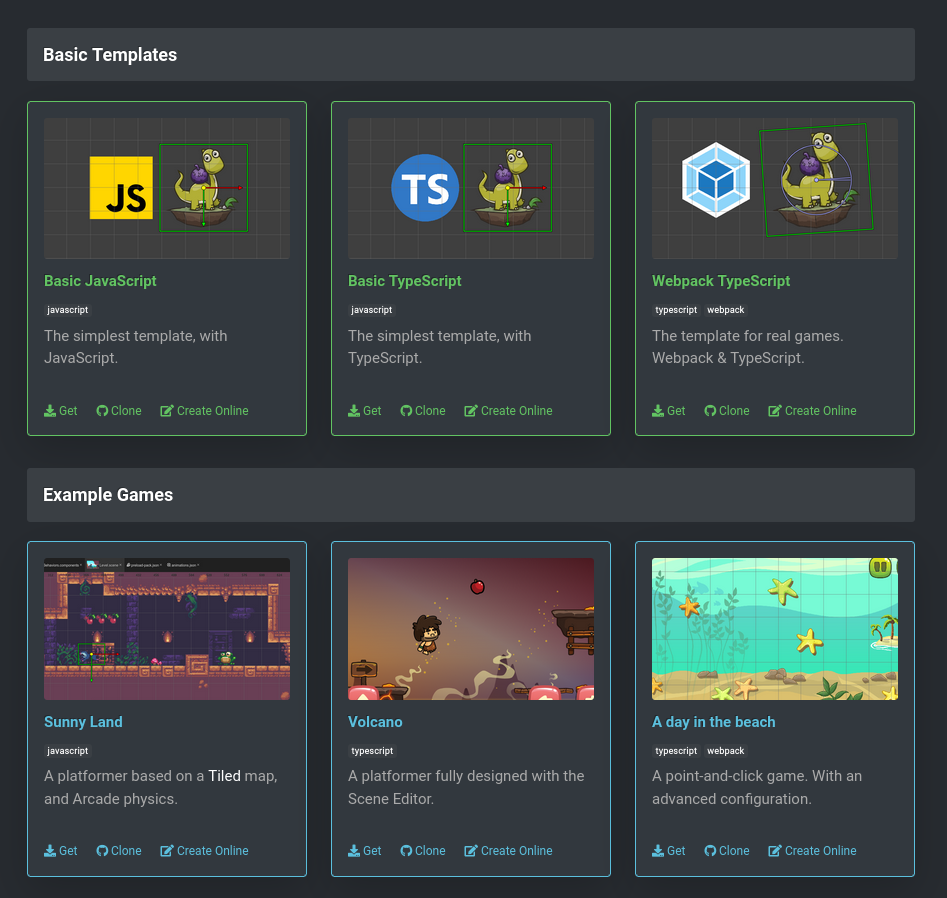 Basic Templates
JS
TS
Basic JavaScript
javascript
The simplest template, with
JavaScript.
Get Clone Create Online
Basic TypeScript
javascript
The simplest template, with
TypeScript.
Get Clone Create Online
Webpack TypeScript
typescript webpack
The template for real games.
Webpack & TypeScript.
Get Clone Create Online
Example Games
Sunny Land
javascript
A platformer based on a Tiled map,
and Arcade physics.
Get Clone Create Online
Volcano
typescript
A platformer fully designed with the
Scene Editor.
Get Clone Create Online
A day in the beach
typescript webpack
A point-and-click game. With an
advanced configuration.
Get Clone Create Online